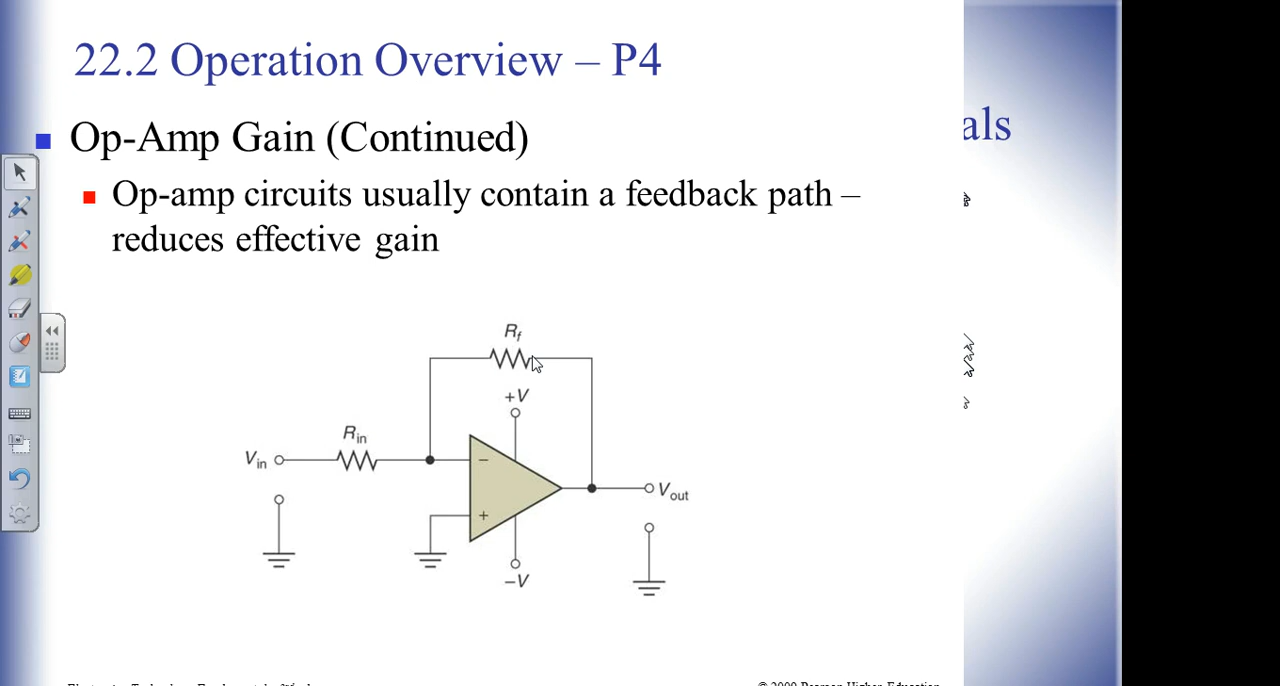 22.2 Operation Overview – P4
als
Op-Amp Gain (Continued)
Op-amp circuits usually contain a feedback path –
reduces effective gain
Rf
+V
Rin
Vin
−
+
Vout
−V